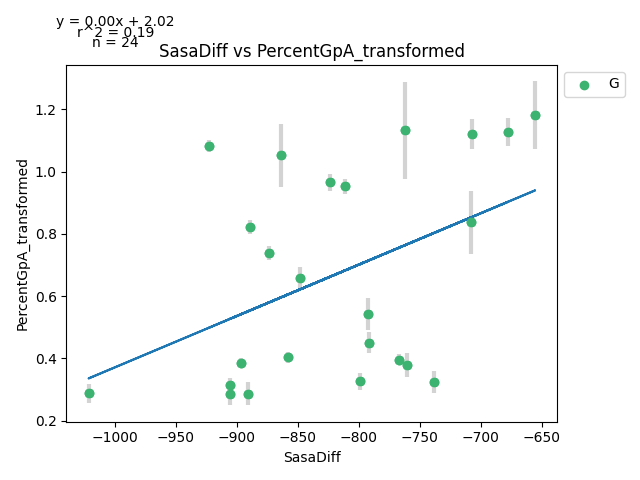 y = 0.00x + 2.02
r^2 = 0.19
n = 24
SasaDiff vs PercentGpA_transformed
G
PercentGpA_transformed
1.2
1.0
0.8
0.6
0.4
0.2
−1000 −950 −900 −850 −800 −750 −700 −650
SasaDiff